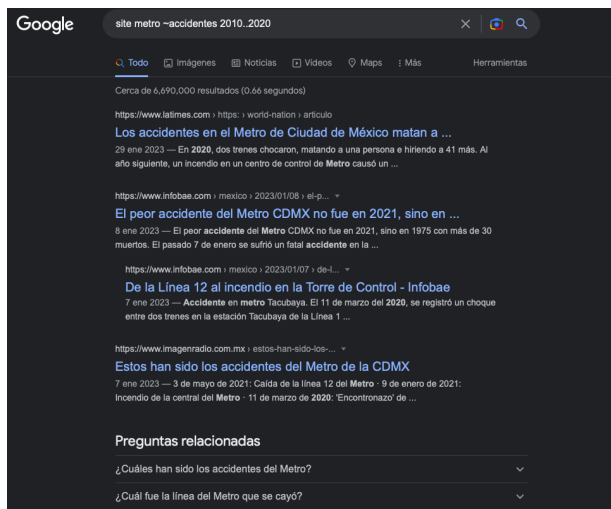 Google
site metro ~accidentes 2010..2020
Todo Imágenes Noticias Videos Maps Más Herramientas
Cerca de 6,690,000 resultados (0.66 segundos)
https://www.latimes.com › https: › world-nation › articulo
Los accidentes en el Metro de Ciudad de México matan a ...
29 ene 2023 — En 2020, dos trenes chocaron, matando a una persona e hiriendo a 41 más. Al
año siguiente, un incendio en un centro de control de Metro causó un ...
https://www.infobae.com › mexico › 2023/01/08 › el-p...
El peor accidente del Metro CDMX no fue en 2021, sino en ...
8 ene 2023 — El peor accidente del Metro CDMX no fue en 2021, sino en 1975 con más de 30
muertos. El pasado 7 de enero se sufrió un fatal accidente en la ...
https://www.infobae.com › mexico › 2023/01/07 › de-l...
De la Línea 12 al incendio en la Torre de Control - Infobae
7 ene 2023 — Accidente en metro Tacubaya. El 11 de marzo del 2020, se registró un choque
entre dos trenes en la estación Tacubaya de la Línea 1 ...
https://www.imagenradio.com.mx › estos-han-sido-los-...
Estos han sido los accidentes del Metro de la CDMX
7 ene 2023 — 3 de mayo de 2021: Caída de la línea 12 del Metro · 9 de enero de 2021:
Incendio de la central del Metro · 11 de marzo de 2020: 'Encontronazo' de ...
Preguntas relacionadas
¿Cuáles han sido los accidentes del Metro?
¿Cuál fue la línea del Metro que se cayó?